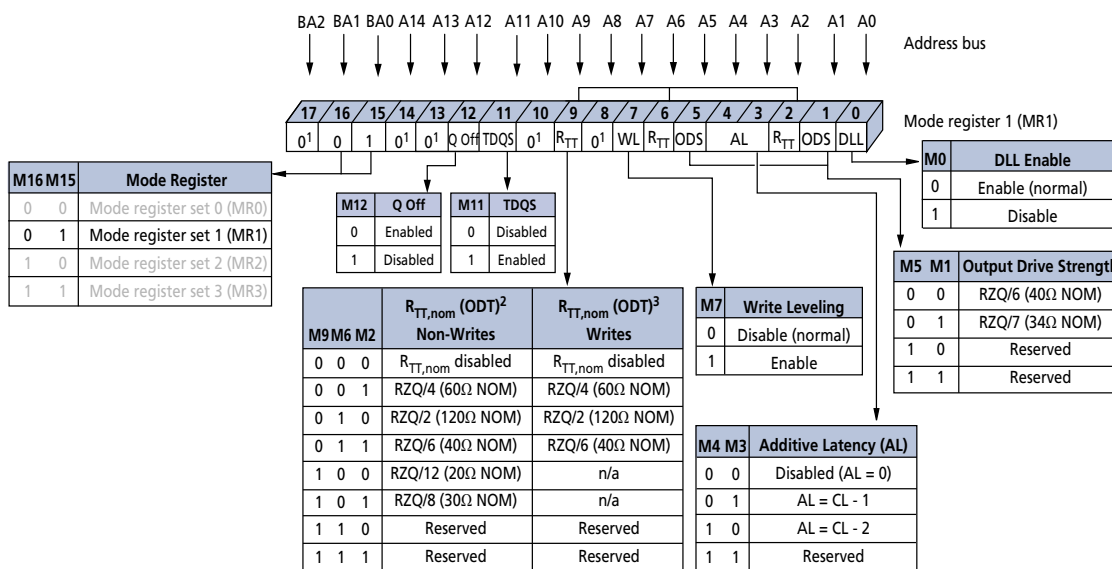 BA2 BA1 BA0 A14 A13 A12 A11 A10 A9 A8 A7 A6 A5 A4 A3 A2 A1 A0
Address bus
17 16 15 14 13 12 11 10 9 8 7 6 5 4 3 2 1 0
Mode register 1 (MR1)
0¹ 0 1 0¹ 0¹ Q Off TDQS 0¹ RTT 0¹ WL RTT ODS AL RTT ODS DLL
M16 M15 Mode Register
0 0 Mode register set 0 (MR0)
0 1 Mode register set 1 (MR1)
1 0 Mode register set 2 (MR2)
1 1 Mode register set 3 (MR3)
M12 Q Off
0 Enabled
1 Disabled
M11 TDQS
0 Disabled
1 Enabled
M0 DLL Enable
0 Enable (normal)
1 Disable
M5 M1 Output Drive Strength
0 0 RZQ/6 (40Ω NOM)
0 1 RZQ/7 (34Ω NOM)
1 0 Reserved
1 1 Reserved
M9 M6 M2 RTT,nom (ODT)² Non-Writes RTT,nom (ODT)³ Writes
0 0 0 RTT,nom disabled RTT,nom disabled
0 0 1 RZQ/4 (60Ω NOM) RZQ/4 (60Ω NOM)
0 1 0 RZQ/2 (120Ω NOM) RZQ/2 (120Ω NOM)
0 1 1 RZQ/6 (40Ω NOM) RZQ/6 (40Ω NOM)
1 0 0 RZQ/12 (20Ω NOM) n/a
1 0 1 RZQ/8 (30Ω NOM) n/a
1 1 0 Reserved Reserved
1 1 1 Reserved Reserved
M7 Write Leveling
0 Disable (normal)
1 Enable
M4 M3 Additive Latency (AL)
0 0 Disabled (AL = 0)
0 1 AL = CL - 1
1 0 AL = CL - 2
1 1 Reserved